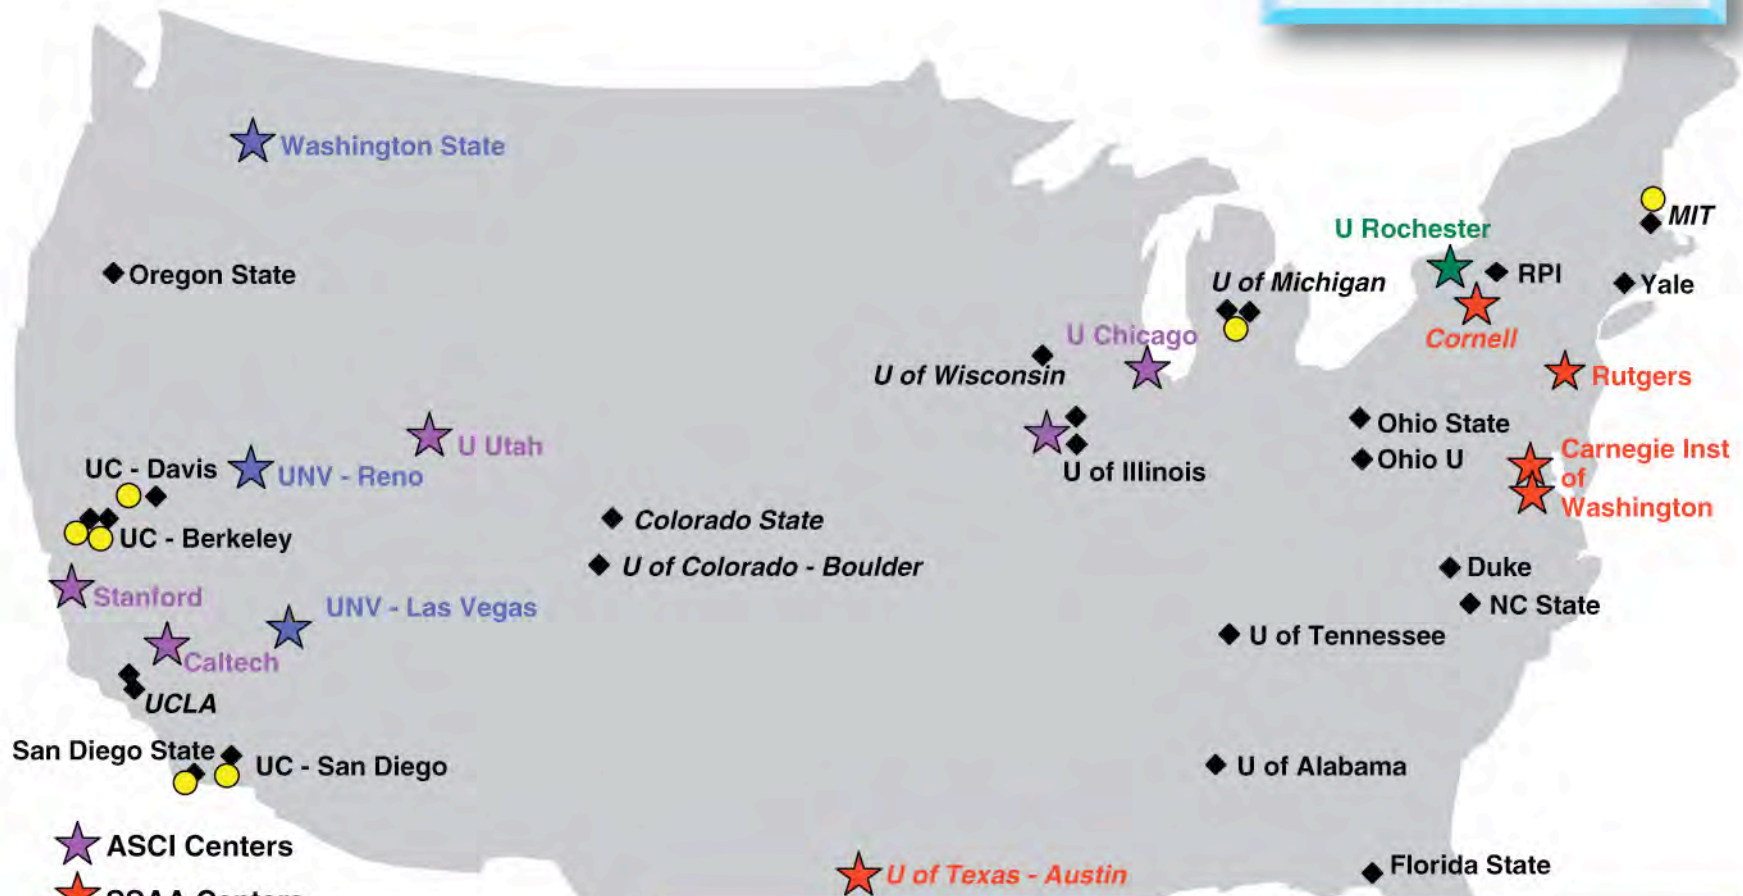 Washington State
MIT
U Rochester
Oregon State
RPI
U of Michigan
Yale
U Chicago
Cornell
U of Wisconsin
Rutgers
Ohio State
U Utah
Carnegie Inst
of
Washington
UC - Davis
UNV - Reno
Ohio U
U of Illinois
Colorado State
UC - Berkeley
U of Colorado - Boulder
Duke
Stanford
UNV - Las Vegas
NC State
U of Tennessee
Caltech
UCLA
San Diego State
UC - San Diego
U of Alabama
ASCI Centers
Florida State
U of Texas - Austin
SSAA Centers